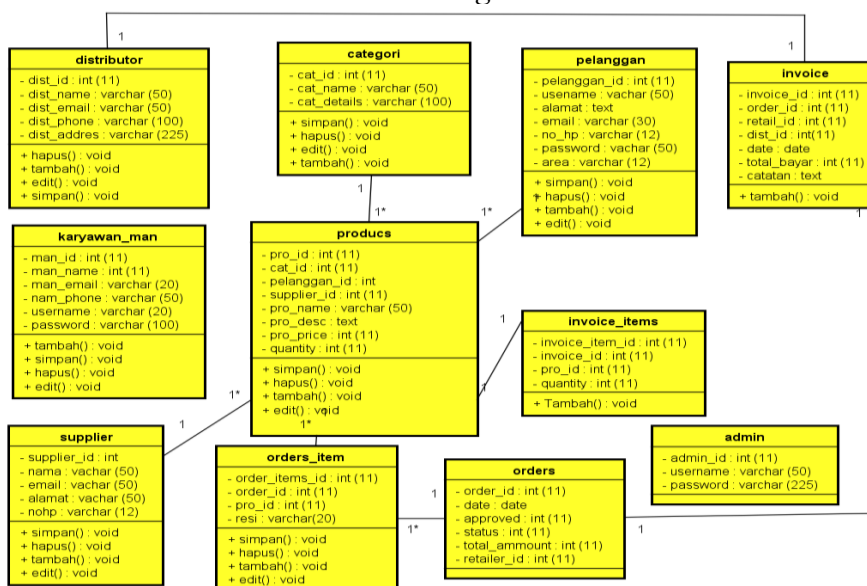 g
1
1
distributor
- dist_id : int (11)
- dist_name : varchar (50)
- dist_email : varchar (50)
- dist_phone : varchar (100)
- dist_addres : varchar (225)
+ hapus() : void
+ tambah() : void
+ edit() : void
+ simpan() : void
categori
- cat_id : int (11)
- cat_name : varchar (50)
- cat_details : varchar (100)
+ simpan() : void
+ hapus() : void
+ edit() : void
+ tambah() : void
pelanggan
- pelanggan_id : int (11)
- usename : vachar (50)
- alamat : text
- email : varchar (30)
- no_hp : varchar (12)
- password : vachar (50)
- area : varchar (12)
+ simpan() : void
+ hapus() : void
+ tambah() : void
+ edit() : void
invoice
- invoice_id : int (11)
- order_id : int (11)
- retail_id : int (11)
- dist_id : int(11)
- date : date
- total_bayar : int (11)
- catatan : text
+ tambah() : void
1
1*
1*
1
karyawan_man
- man_id : int (11)
- man_name : int (11)
- man_email : varchar (20)
- nam_phone : varchar (50)
- username : varchar (20)
- password : varchar (100)
+ tambah() : void
+ simpan() : void
+ hapus() : void
+ edit() : void
producs
- pro_id : int (11)
- cat_id : int (11)
- pelanggan_id : int
- supplier_id : int (11)
- pro_name : varchar (50)
- pro_desc : text
- pro_price : int (11)
- quantity : int (11)
+ simpan() : void
+ hapus() : void
+ tambah() : void
+ edit() : void
1
1
invoice_items
- invoice_item_id : int (11)
- invoice_id : int (11)
- pro_id : int (11)
- quantity : int (11)
+ Tambah() : void
1*
1
1*
supplier
- supplier_id : int
- nama : vachar (50)
- email : vachar (50)
- alamat : vachar (50)
- nohp : varchar (12)
+ simpan() : void
+ hapus() : void
+ tambah() : void
+ edit() : void
orders_item
- order_items_id : int (11)
- order_id : int (11)
- pro_id : int (11)
- resi : varchar(20)
+ simpan() : void
+ hapus() : void
+ tambah() : void
+ edit() : void
1
1*
orders
- order_id : int (11)
- date : date
- approved : int (11)
- status : int (11)
- total_ammount : int (11)
- retailer_id : int (11)
1
admin
- admin_id : int (11)
- username : varchar (50)
- password : varchar (225)